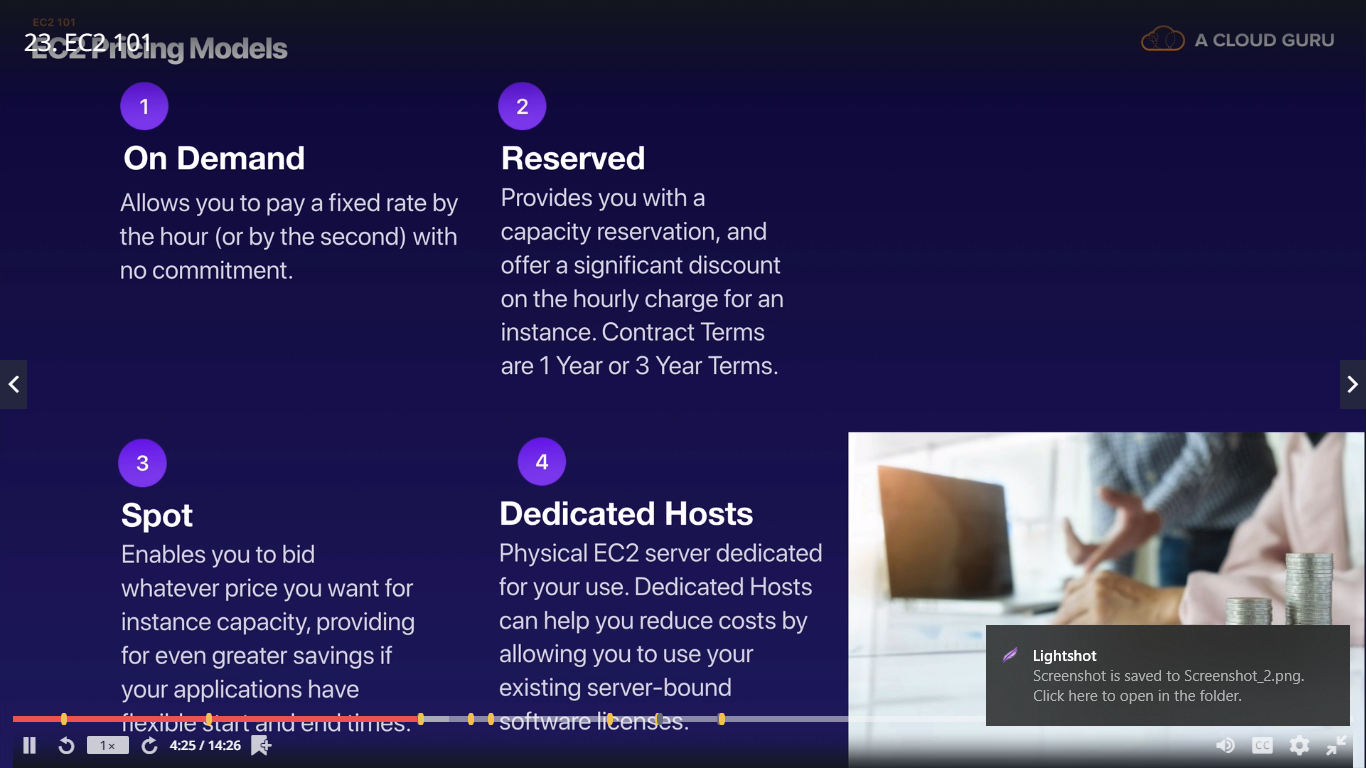 EC2 101
23. EC2 101
EC2 Pricing Models
A CLOUD GURU
1
On Demand
Allows you to pay a fixed rate by
the hour (or by the second) with
no commitment.
2
Reserved
Provides you with a
capacity reservation, and
offer a significant discount
on the hourly charge for an
instance. Contract Terms
are 1 Year or 3 Year Terms.
3
Spot
Enables you to bid
whatever price you want for
instance capacity, providing
for even greater savings if
your applications have
flexible start and end times.
4
Dedicated Hosts
Physical EC2 server dedicated
for your use. Dedicated Hosts
can help you reduce costs by
allowing you to use your
existing server-bound
software licenses.
Lightshot
Screenshot is saved to Screenshot_2.png.
Click here to open in the folder.
1×
4:25 / 14:26
CC